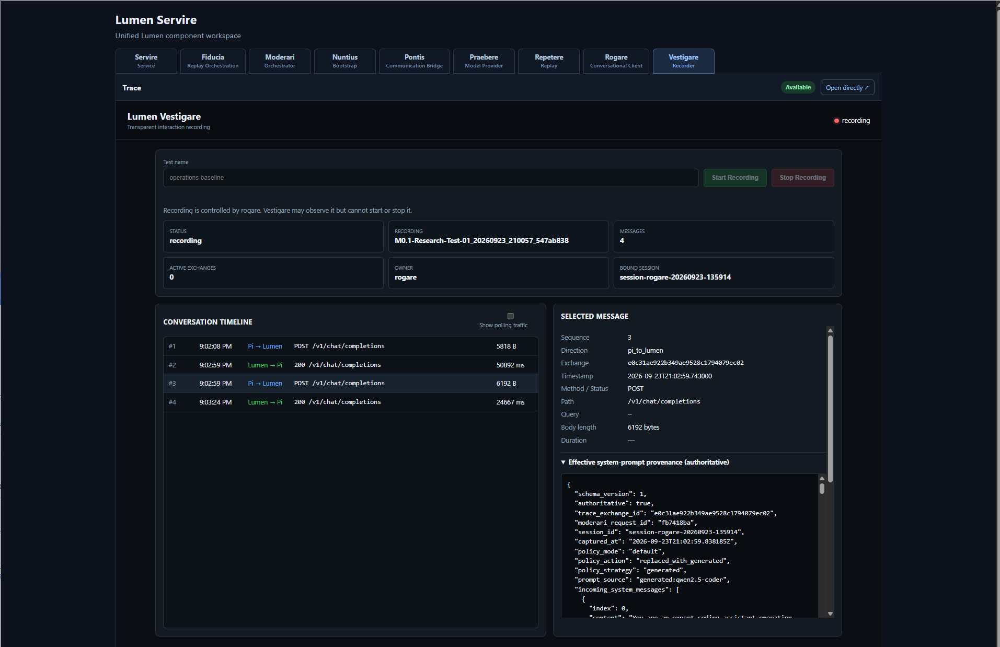 Lumen Servire
Unified Lumen component workspace
Servire
Service
Fiducia
Replay Orchestration
Moderari
Orchestrator
Nuntius
Bootstrap
Pontis
Communication Bridge
Praebere
Model Provider
Repetere
Replay
Rogare
Conversational Client
Vestigare
Recorder
Trace
Available
Open directly ↗
Lumen Vestigare
Transparent interaction recording
recording
Test name
operations baseline
Start Recording
Stop Recording
Recording is controlled by rogare. Vestigare may observe it but cannot start or stop it.
STATUS
recording
RECORDING
M0.1-Research-Test-01_20260923_210057_547ab838
MESSAGES
4
ACTIVE EXCHANGES
0
OWNER
rogare
BOUND SESSION
session-rogare-20260923-135914
CONVERSATION TIMELINE
Show polling traffic
#1 9:02:08 PM Pi → Lumen POST /v1/chat/completions 5818 B
#2 9:02:59 PM Lumen → Pi 200 /v1/chat/completions 50892 ms
#3 9:02:59 PM Pi → Lumen POST /v1/chat/completions 6192 B
#4 9:03:24 PM Lumen → Pi 200 /v1/chat/completions 24667 ms
SELECTED MESSAGE
Sequence 3
Direction pi_to_lumen
Exchange e0c31ae922b349ae9528c1794079ec02
Timestamp 2026-09-23T21:02:59.743000
Method / Status POST
Path /v1/chat/completions
Query —
Body length 6192 bytes
Duration —
▼ Effective system-prompt provenance (authoritative)
{
"schema_version": 1,
"authoritative": true,
"trace_exchange_id": "e0c31ae922b349ae9528c1794079ec02",
"moderari_request_id": "fb7418ba",
"session_id": "session-rogare-20260923-135914",
"captured_at": "2026-09-23T21:02:59.838185Z",
"policy_mode": "default",
"policy_action": "replaced_with_generated",
"policy_strategy": "generated",
"prompt_source": "generated:qwen2.5-coder",
"incoming_system_messages": [
{
"index": 0,
"content": "You are an expert coding assistant operating